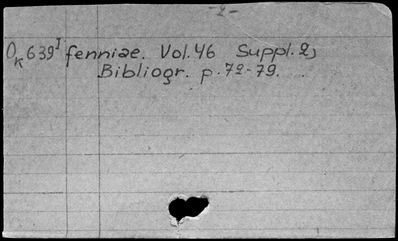 -2-
OK 639I fenniae. Vol. 46 Suppl. 2,
Bibliogr. p. 72-79.